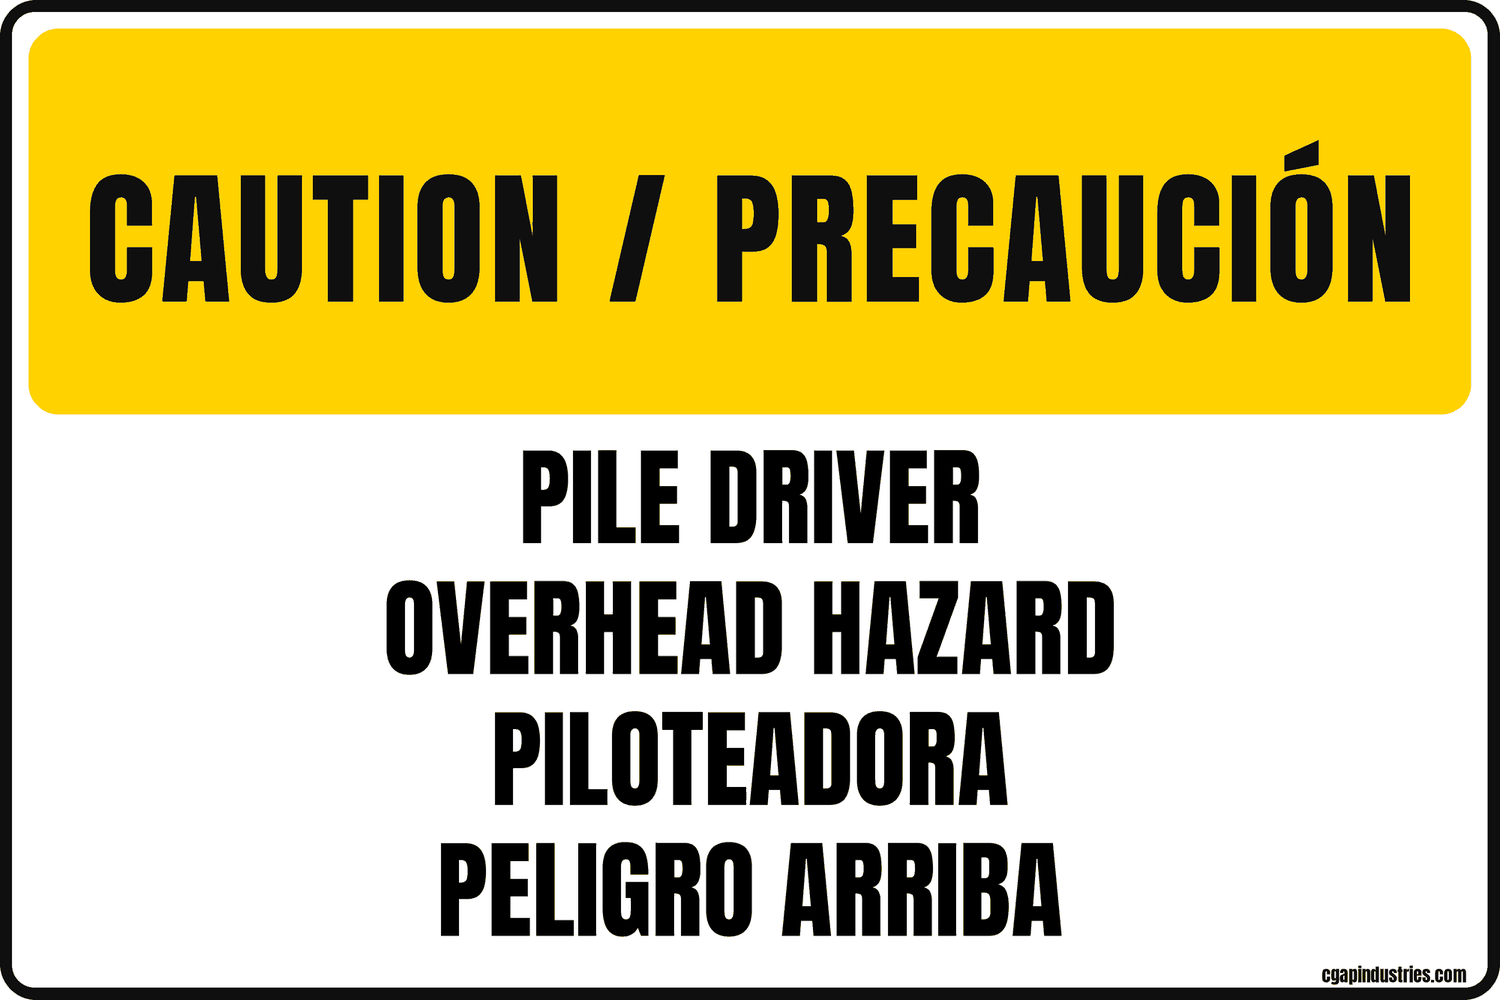 CAUTION / PRECAUCIÓN
PILE DRIVER
OVERHEAD HAZARD
PILOTEADORA
PELIGRO ARRIBA
cgapindustries.com